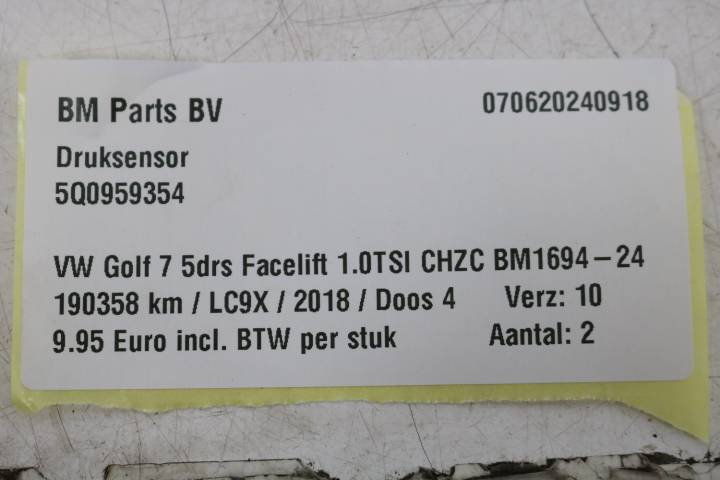 BM Parts BV 070620240918
Druksensor
5Q0959354
VW Golf 7 5drs Facelift 1.0TSI CHZC BM1694-24
190358 km / LC9X / 2018 / Doos 4 Verz: 10
9.95 Euro incl. BTW per stuk Aantal: 2